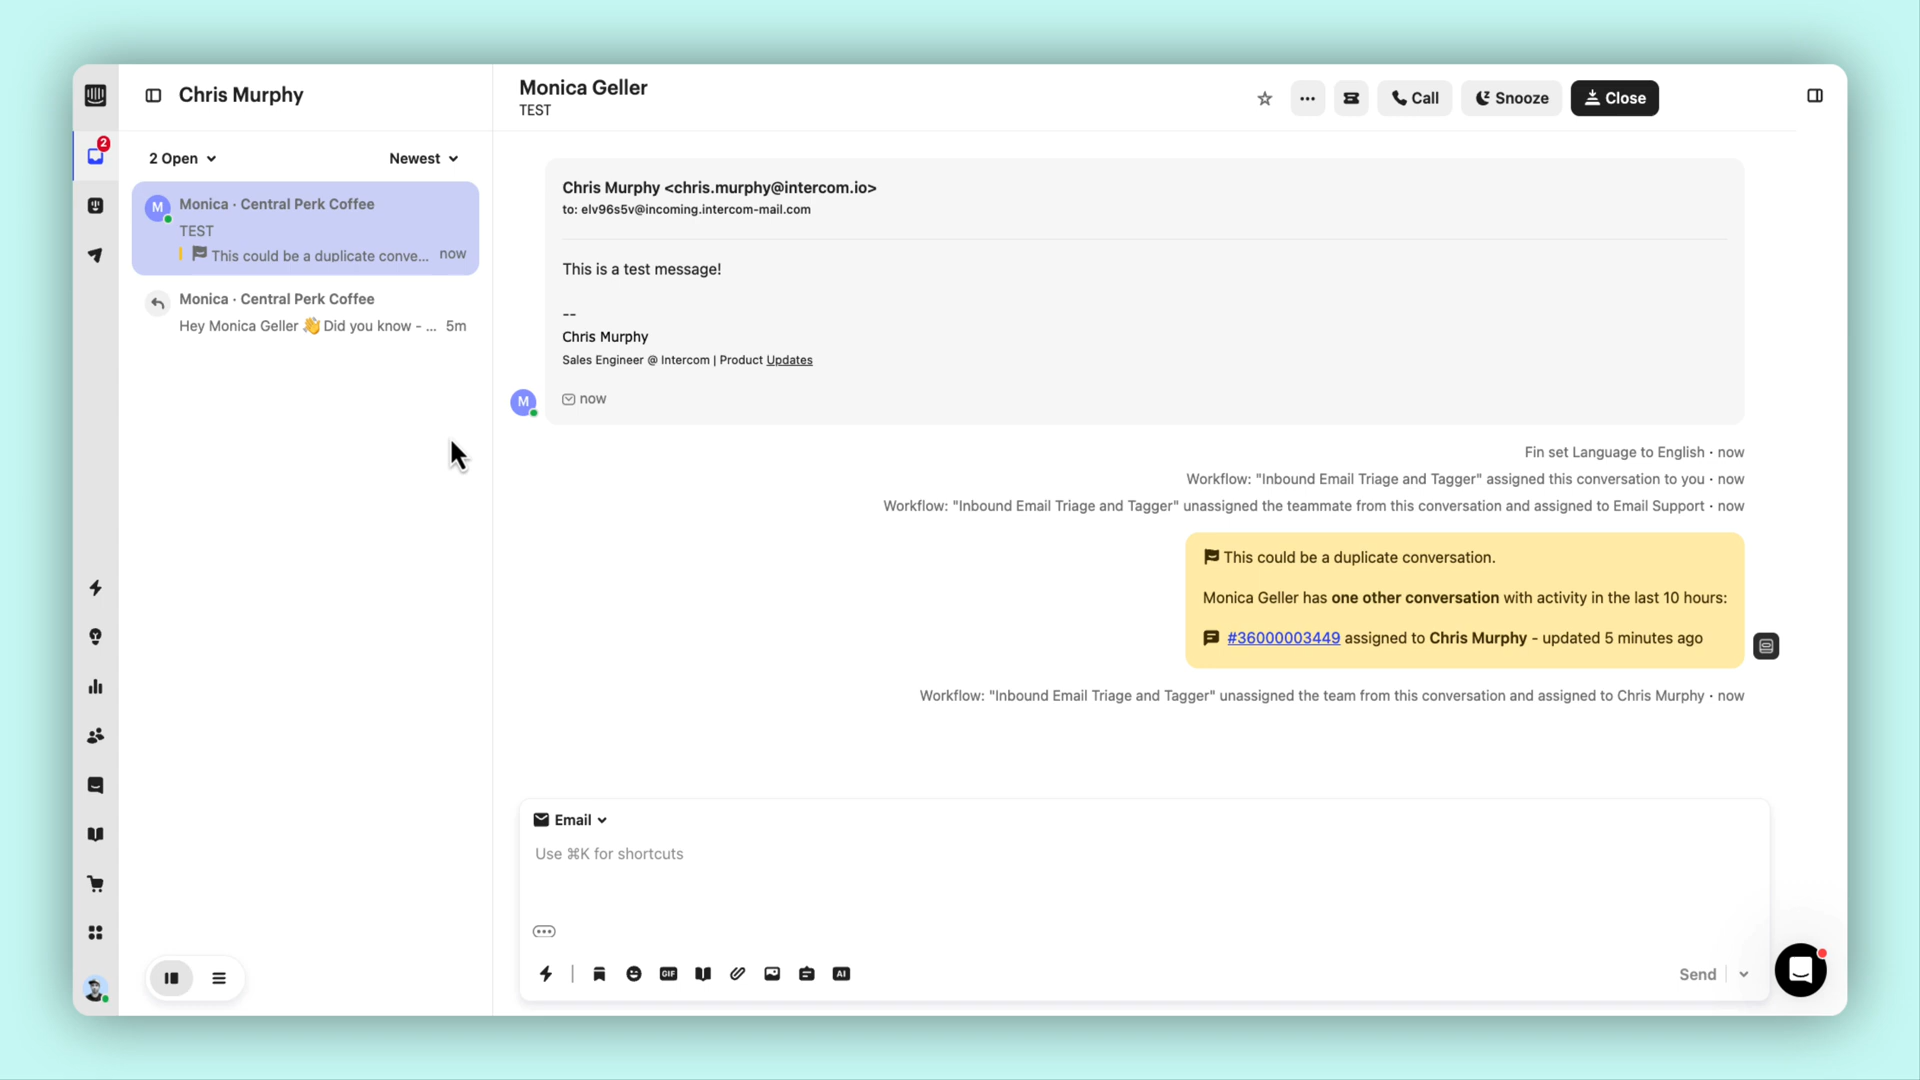 Chris Murphy
2
2 Open
Newest
M
Monica · Central Perk Coffee
TEST
This could be a duplicate conve...
now
Monica · Central Perk Coffee
Hey Monica Geller 👋 Did you know - ...
5m
Monica Geller
TEST
Call
Snooze
Close
Chris Murphy <chris.murphy@intercom.io>
to: elv96s5v@incoming.intercom-mail.com
This is a test message!
--
Chris Murphy
Sales Engineer @ Intercom | Product Updates
M
now
Fin set Language to English · now
Workflow: "Inbound Email Triage and Tagger" assigned this conversation to you · now
Workflow: "Inbound Email Triage and Tagger" unassigned the teammate from this conversation and assigned to Email Support · now
This could be a duplicate conversation.
Monica Geller has one other conversation with activity in the last 10 hours:
#36000003449 assigned to Chris Murphy - updated 5 minutes ago
Workflow: "Inbound Email Triage and Tagger" unassigned the team from this conversation and assigned to Chris Murphy · now
Email
Use ⌘K for shortcuts
GIF
AI
Send